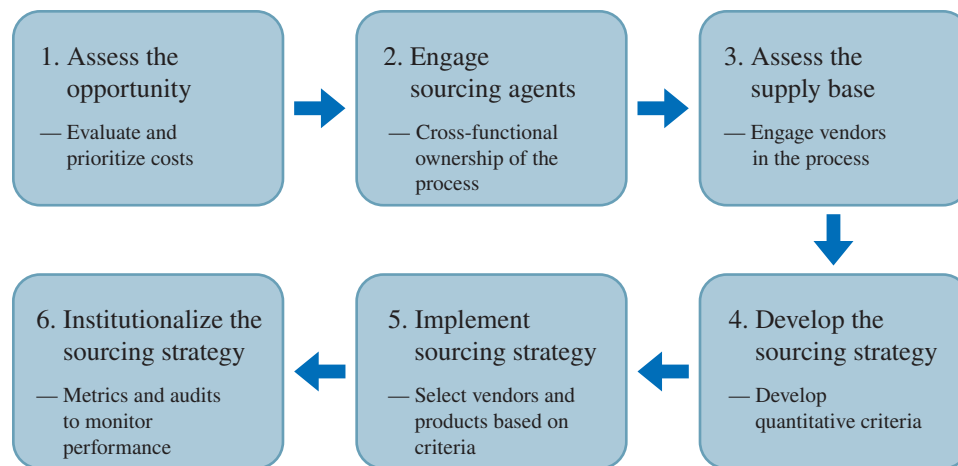 1. Assess the
opportunity
— Evaluate and
prioritize costs
2. Engage
sourcing agents
— Cross-functional
ownership of the
process
3. Assess the
supply base
— Engage vendors
in the process
4. Develop the
sourcing strategy
— Develop
quantitative criteria
5. Implement
sourcing strategy
— Select vendors and
products based on
criteria
6. Institutionalize the
sourcing strategy
— Metrics and audits
to monitor
performance